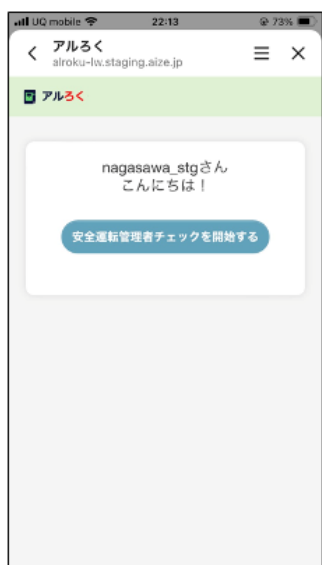 UQ mobile 22:13 73%
アルろく
alroku-lw.staging.aize.jp
アルろく
nagasawa_stgさん
こんにちは！
安全運転管理者チェックを開始する